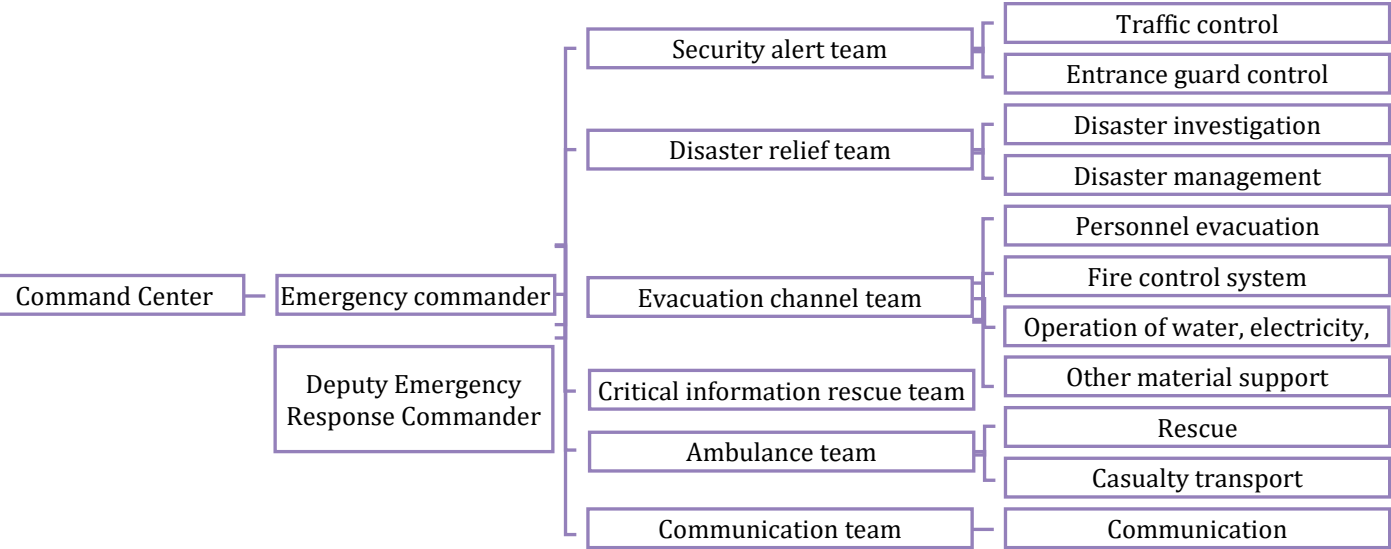 Command Center
Emergency commander
Deputy Emergency
Response Commander
Security alert team
Traffic control
Entrance guard control
Disaster relief team
Disaster investigation
Disaster management
Evacuation channel team
Personnel evacuation
Fire control system
Operation of water, electricity,
Other material support
Critical information rescue team
Ambulance team
Rescue
Casualty transport
Communication team
Communication